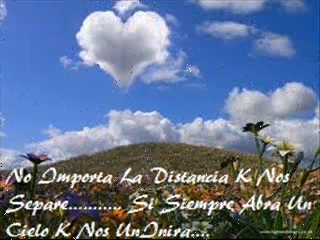 No Importa La Distancia K Nos
Separe........... Si Siempre Abra Un
Cielo K Nos UnInira....